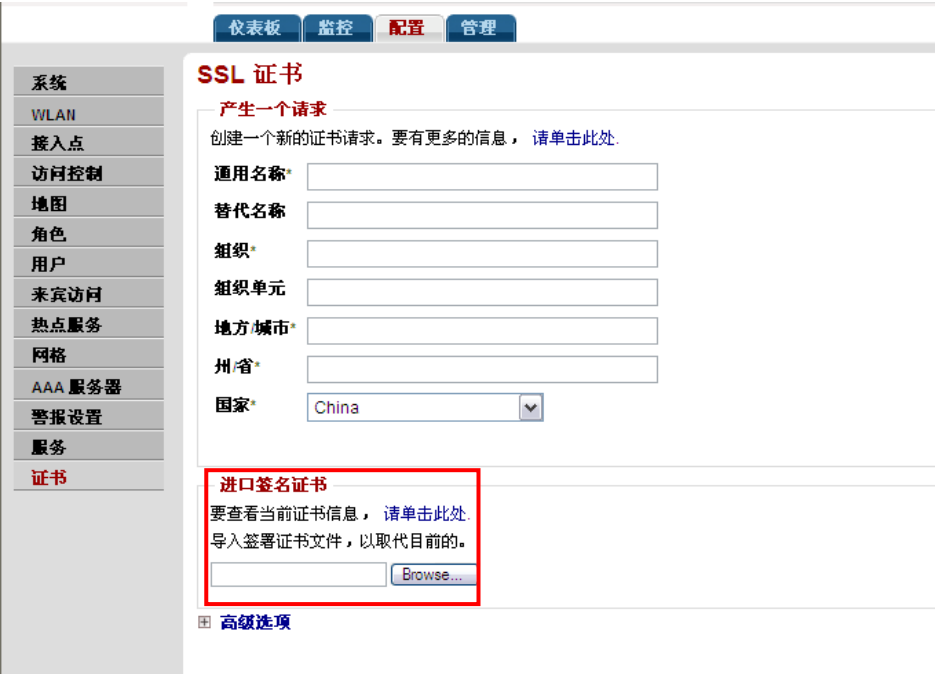 仪表板 监控 配置 管理
系统
WLAN
接入点
访问控制
地图
角色
用户
来宾访问
热点服务
网格
AAA 服务器
警报设置
服务
证书
SSL 证书
产生一个请求
创建一个新的证书请求。要有更多的信息， 请单击此处.
通用名称*
替代名称
组织*
组织单元
地方/城市*
州/省*
国家* China
进口签名证书
要查看当前证书信息， 请单击此处.
导入签署证书文件，以取代目前的。
Browse...
高级选项